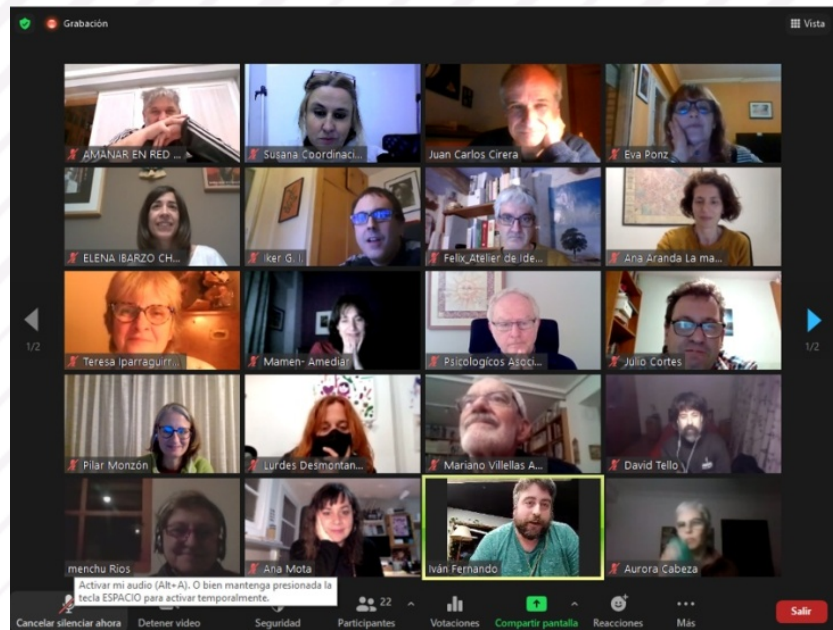 Grabación
Vista
AMANAR EN RED ...
Susana Coordinaci...
Juan Carlos Cirera
Eva Ponz
ELENA IBARZO CH...
Iker G. I.
Felix_Atelier de Ide...
Ana Aranda La ma...
1/2
1/2
Teresa Iparraguirr...
Mamen- Amediar
Psicologícos Asoci...
Julio Cortes
Pilar Monzón
Lurdes Desmontan...
Mariano Villellas A...
David Tello
menchu Rios
Ana Mota
Iván Fernando
Aurora Cabeza
Activar mi audio (Alt+A). O bien mantenga presionada la
tecla ESPACIO para activar temporalmente.
22
Cancelar silenciar ahora
Detener video
Seguridad
Participantes
Votaciones
Compartir pantalla
Reacciones
Más
Salir